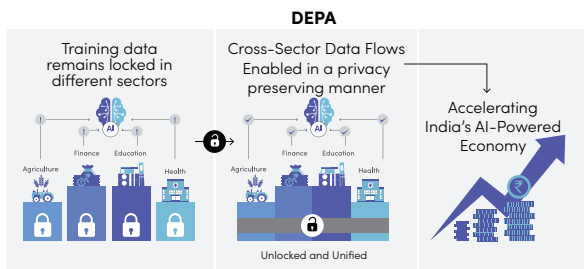 DEPA
Training data
remains locked in
different sectors
AI
Finance
Education
Agriculture
Health
Cross-Sector Data Flows
Enabled in a privacy
preserving manner
AI
Finance
Education
Agriculture
Health
Unlocked and Unified
Accelerating
India's AI-Powered
Economy
₹